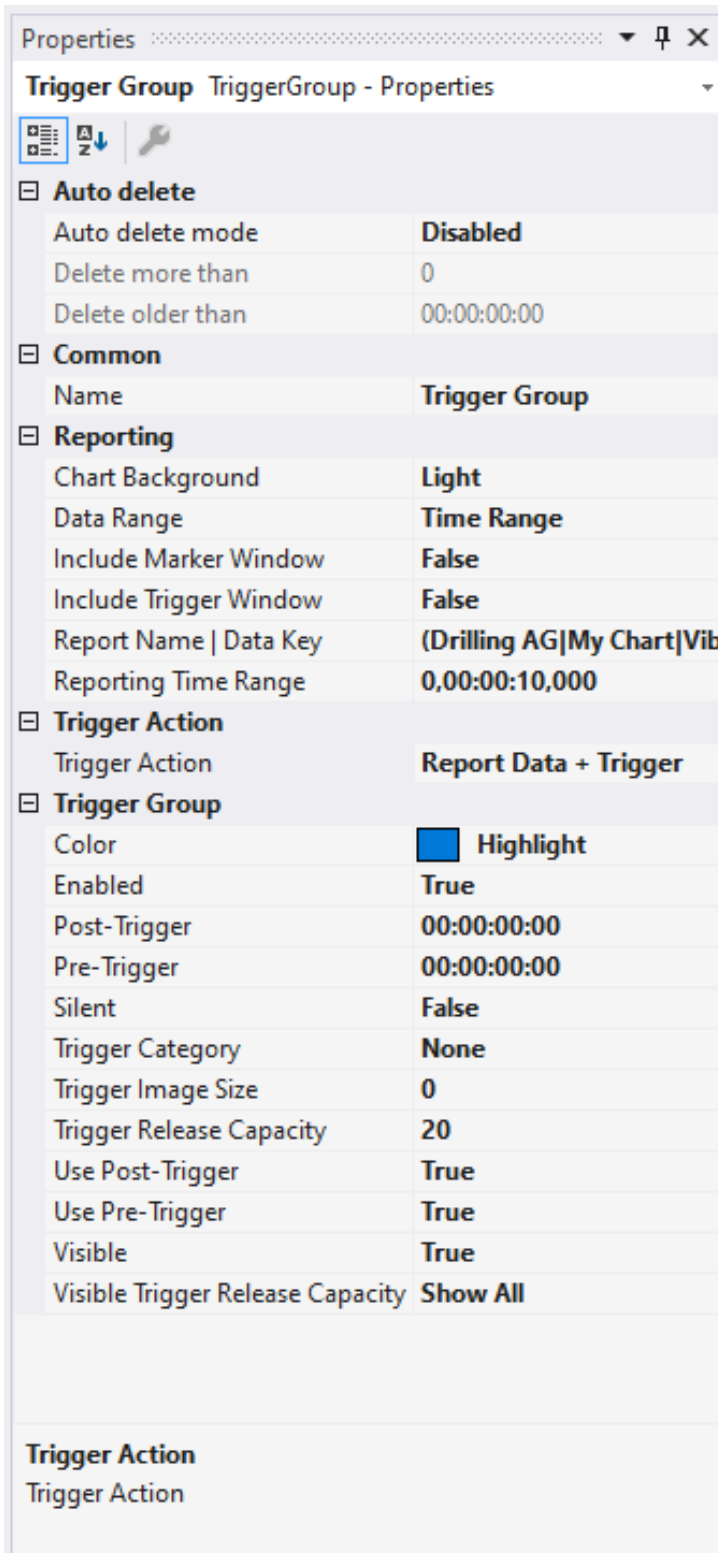 Properties
Trigger Group TriggerGroup - Properties
Auto delete
Auto delete mode Disabled
Delete more than 0
Delete older than 00:00:00:00
Common
Name Trigger Group
Reporting
Chart Background Light
Data Range Time Range
Include Marker Window False
Include Trigger Window False
Report Name | Data Key (Drilling AG|My Chart|Vib
Reporting Time Range 0,00:00:10,000
Trigger Action
Trigger Action Report Data + Trigger
Trigger Group
Color Highlight
Enabled True
Post-Trigger 00:00:00:00
Pre-Trigger 00:00:00:00
Silent False
Trigger Category None
Trigger Image Size 0
Trigger Release Capacity 20
Use Post-Trigger True
Use Pre-Trigger True
Visible True
Visible Trigger Release Capacity Show All
Trigger Action
Trigger Action